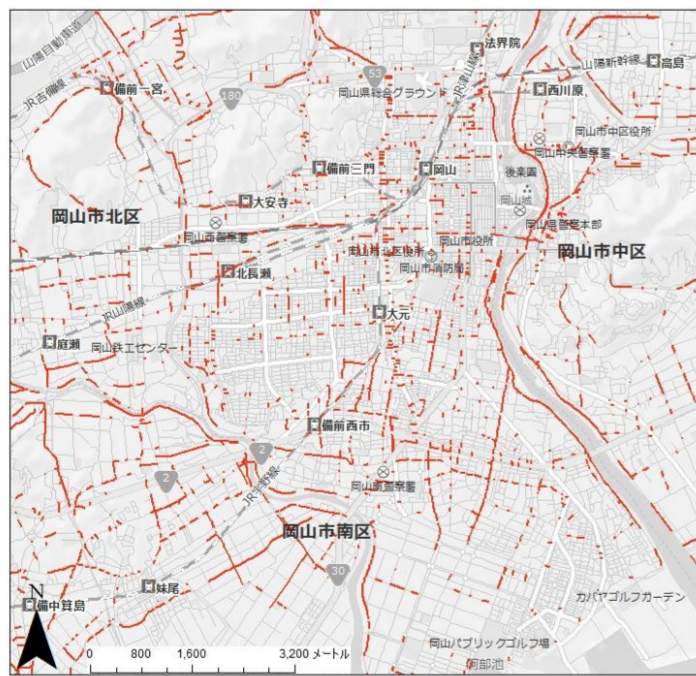 法界院
山陽自動車道
山陽新幹線
高島
JR津山線
53
JR吉備線
備前一宮
180
岡山県総合グラウンド
西川原
岡山市中区役所
岡山中央警察署
備前三門
岡山
後楽園
大安寺
岡山城
岡山市北区
岡山西警察署
岡山県警察本部
岡山市役所
岡山市北区役所
岡山市中区
岡山市消防局
北長瀬
JR山陽線
大元
庭瀬
岡山鉄工センター
備前西市
2
2
JR宇野線
岡山南警察署
岡山市南区
30
妹尾
N
備中箕島
カバヤゴルフガーデン
岡山パブリックゴルフ場
阿部池
0 800 1,600 3,200 メートル